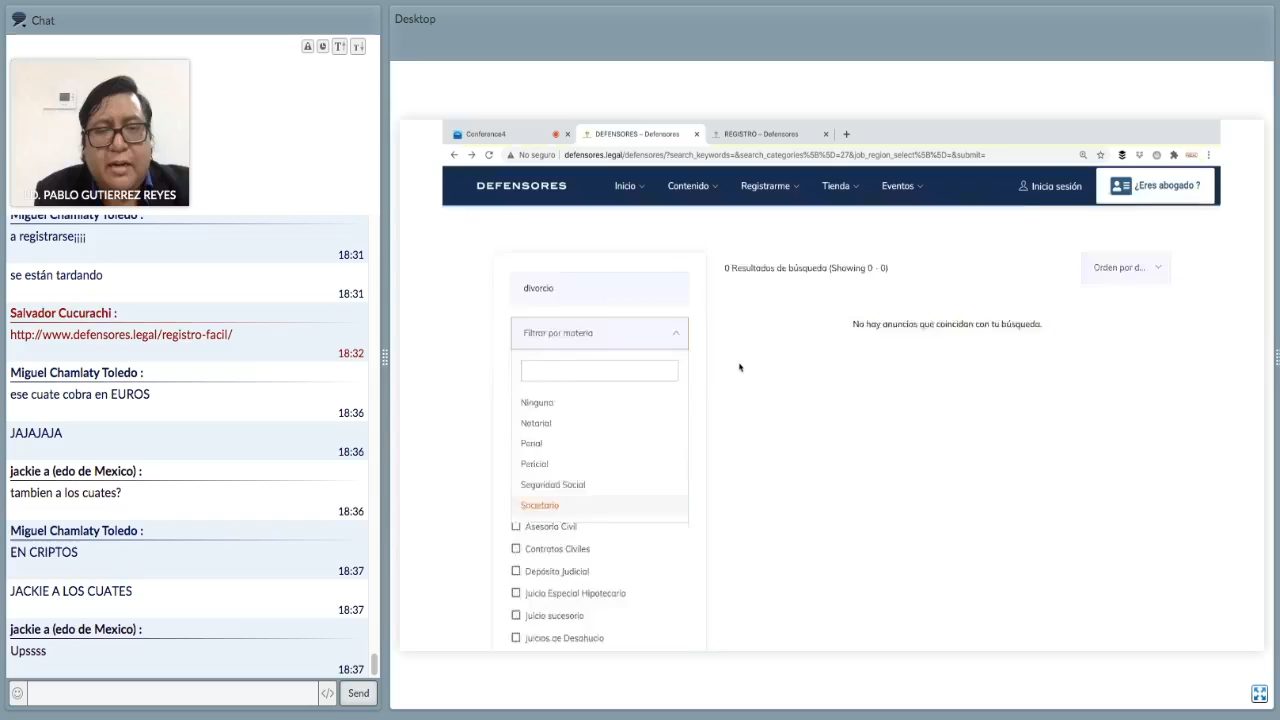 Chat
D. PABLO GUTIERREZ REYES
Miguel Chamlaty Toledo :
a registrarse¡¡¡¡
18:31
se están tardando
18:31
Salvador Cucurachi :
http://www.defensores.legal/registro-facil/
18:32
Miguel Chamlaty Toledo :
ese cuate cobra en EUROS
18:36
JAJAJAJA
18:36
jackie a (edo de Mexico) :
tambien a los cuates?
18:36
Miguel Chamlaty Toledo :
EN CRIPTOS
18:37
JACKIE A LOS CUATES
18:37
jackie a (edo de Mexico) :
Upssss
18:37
Send
Desktop
Conference4
DEFENSORES – Defensores
REGISTRO – Defensores
No seguro
defensores.legal/defensores/?search_keywords=&search_categories%5B%5D=27&job_region_select%5B%5D=&submit=
DEFENSORES
Inicio
Contenido
Registrarme
Tienda
Eventos
Inicia sesión
¿Eres abogado ?
divorcio
Filtrar por materia
Ninguna
Notarial
Penal
Pericial
Seguridad Social
Societario
Asesoría Civil
Contratos Civiles
Depósito Judicial
Juicio Especial Hipotecario
Juicio sucesorio
Juicios de Desahucio
0 Resultados de búsqueda (Showing 0 - 0)
Orden por d...
No hay anuncios que coincidan con tu búsqueda.